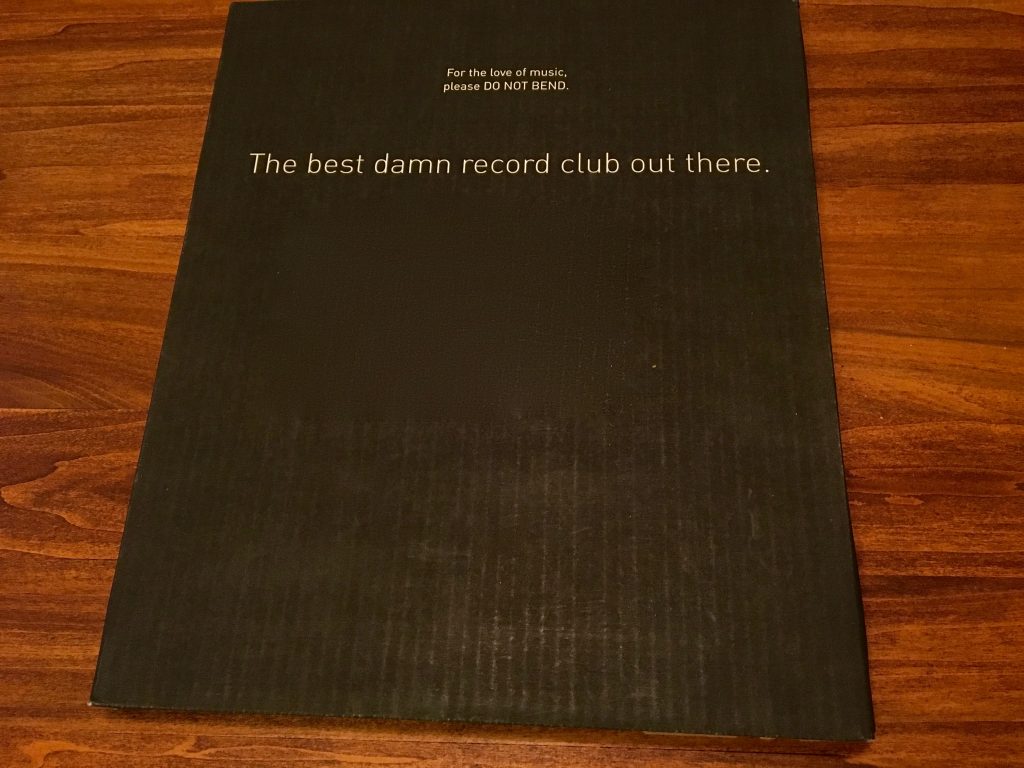 For the love of music,
please DO NOT BEND.
The best damn record club out there.